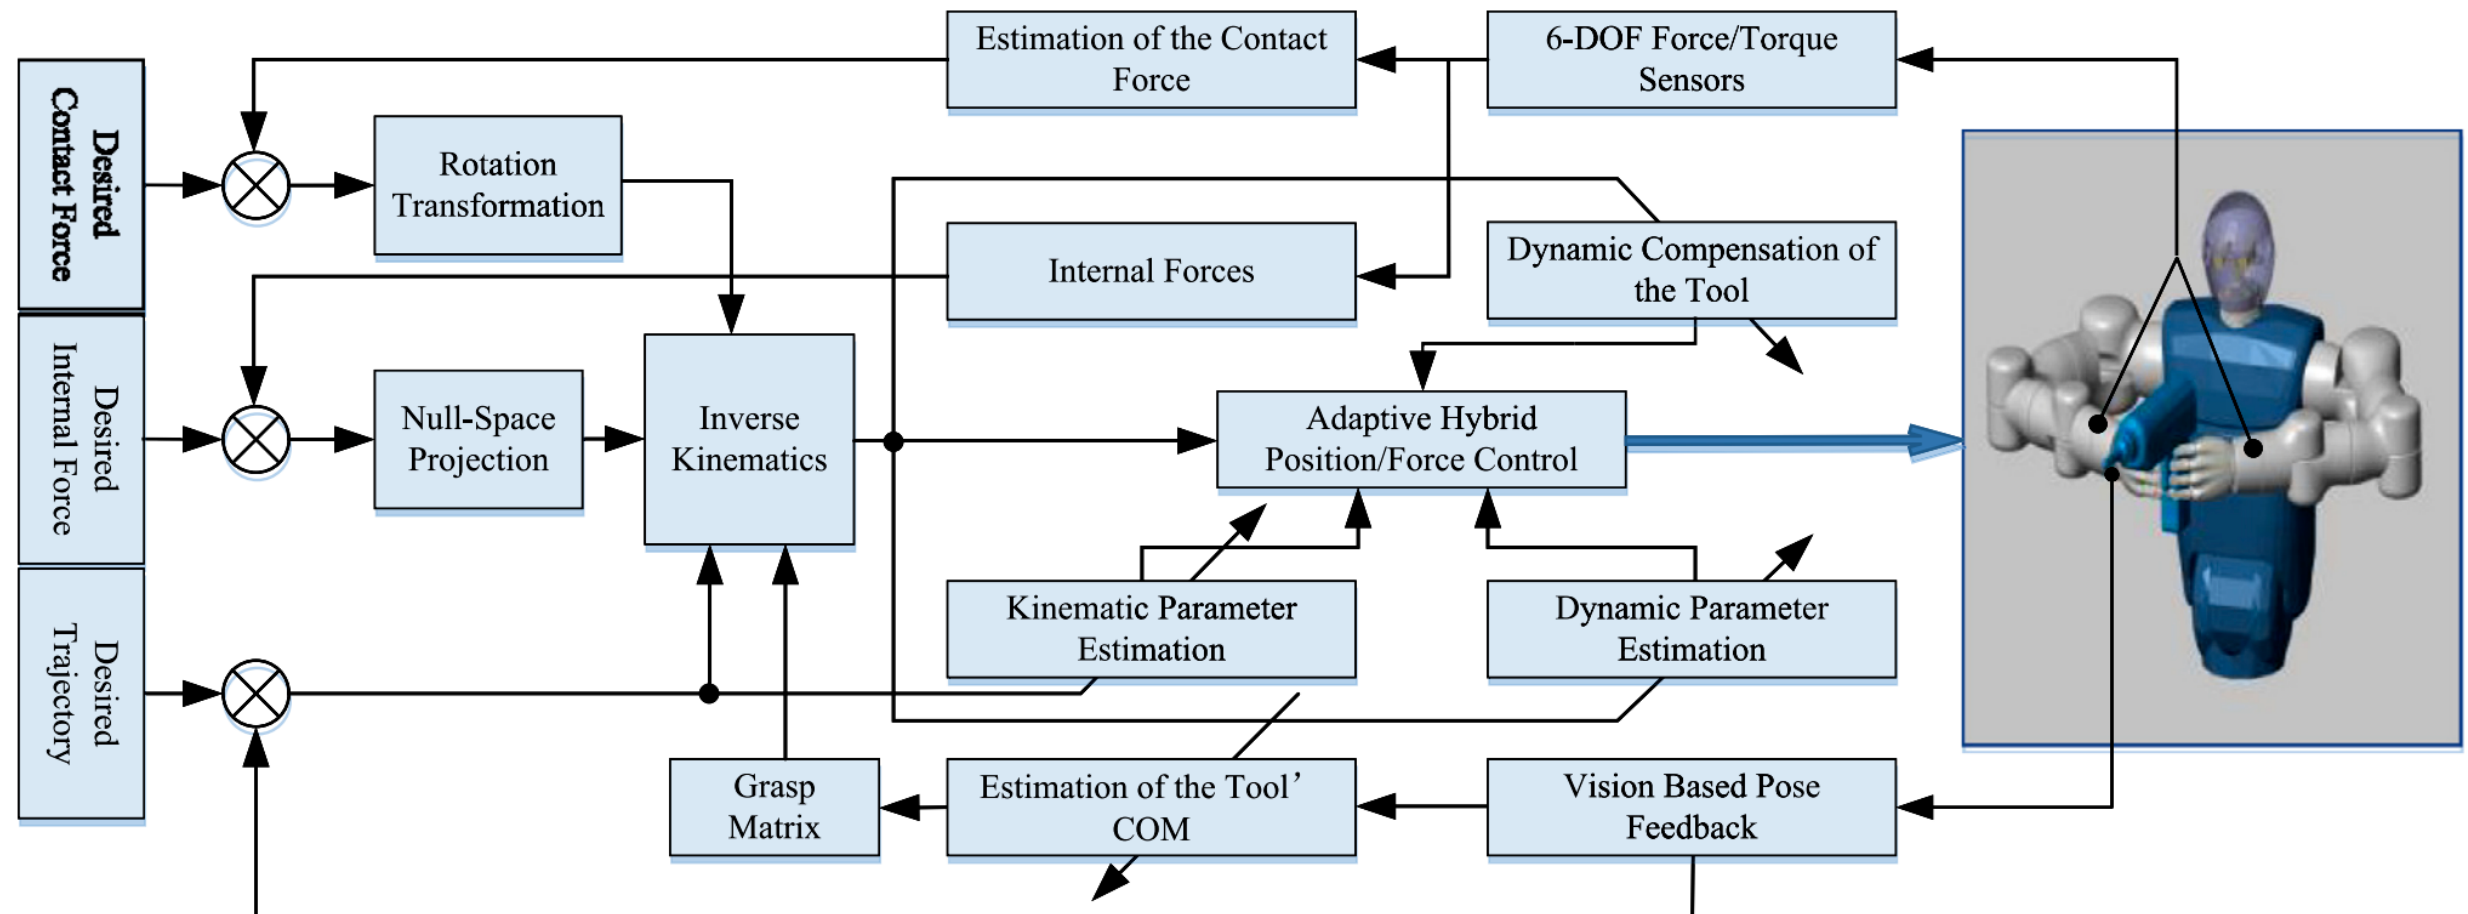 Estimation of the Contact
Force
6-DOF Force/Torque
Sensors
Desired
Contact Force
Rotation
Transformation
Internal Forces
Dynamic Compensation of
the Tool
Desired
Internal Force
Null-Space
Projection
Inverse
Kinematics
Adaptive Hybrid
Position/Force Control
Desired
Trajectory
Kinematic Parameter
Estimation
Dynamic Parameter
Estimation
Grasp
Matrix
Estimation of the Tool’
COM
Vision Based Pose
Feedback